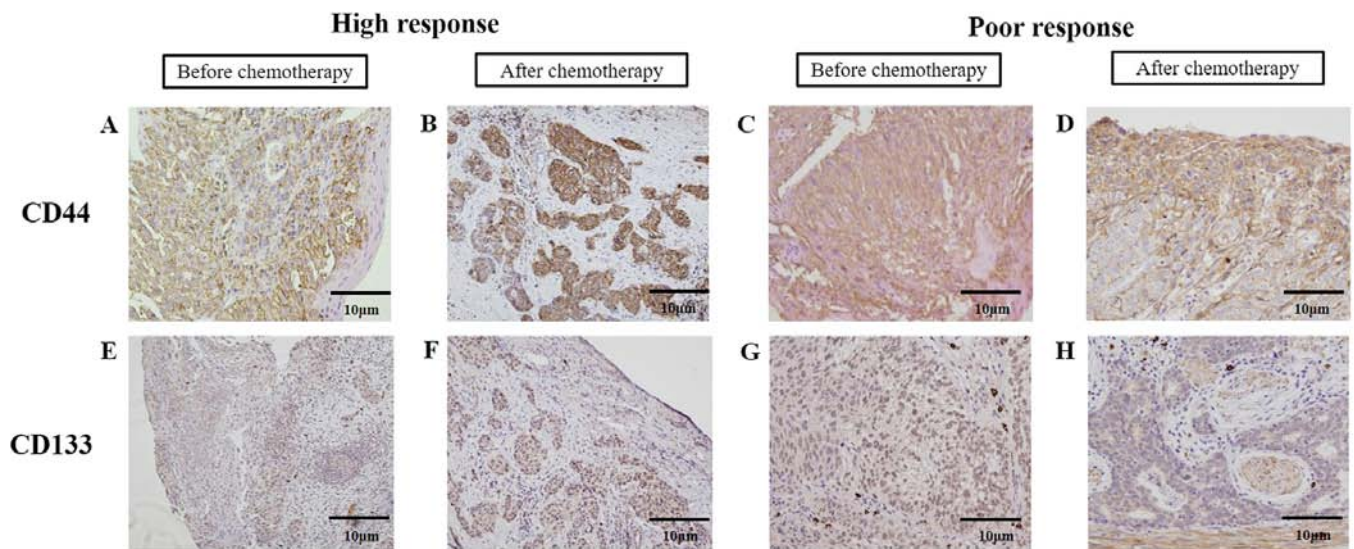 High response
Poor response
Before chemotherapy
After chemotherapy
Before chemotherapy
After chemotherapy
A
B
C
D
CD44
10µm
10µm
10µm
10µm
E
F
G
H
CD133
10µm
10µm
10µm
10µm